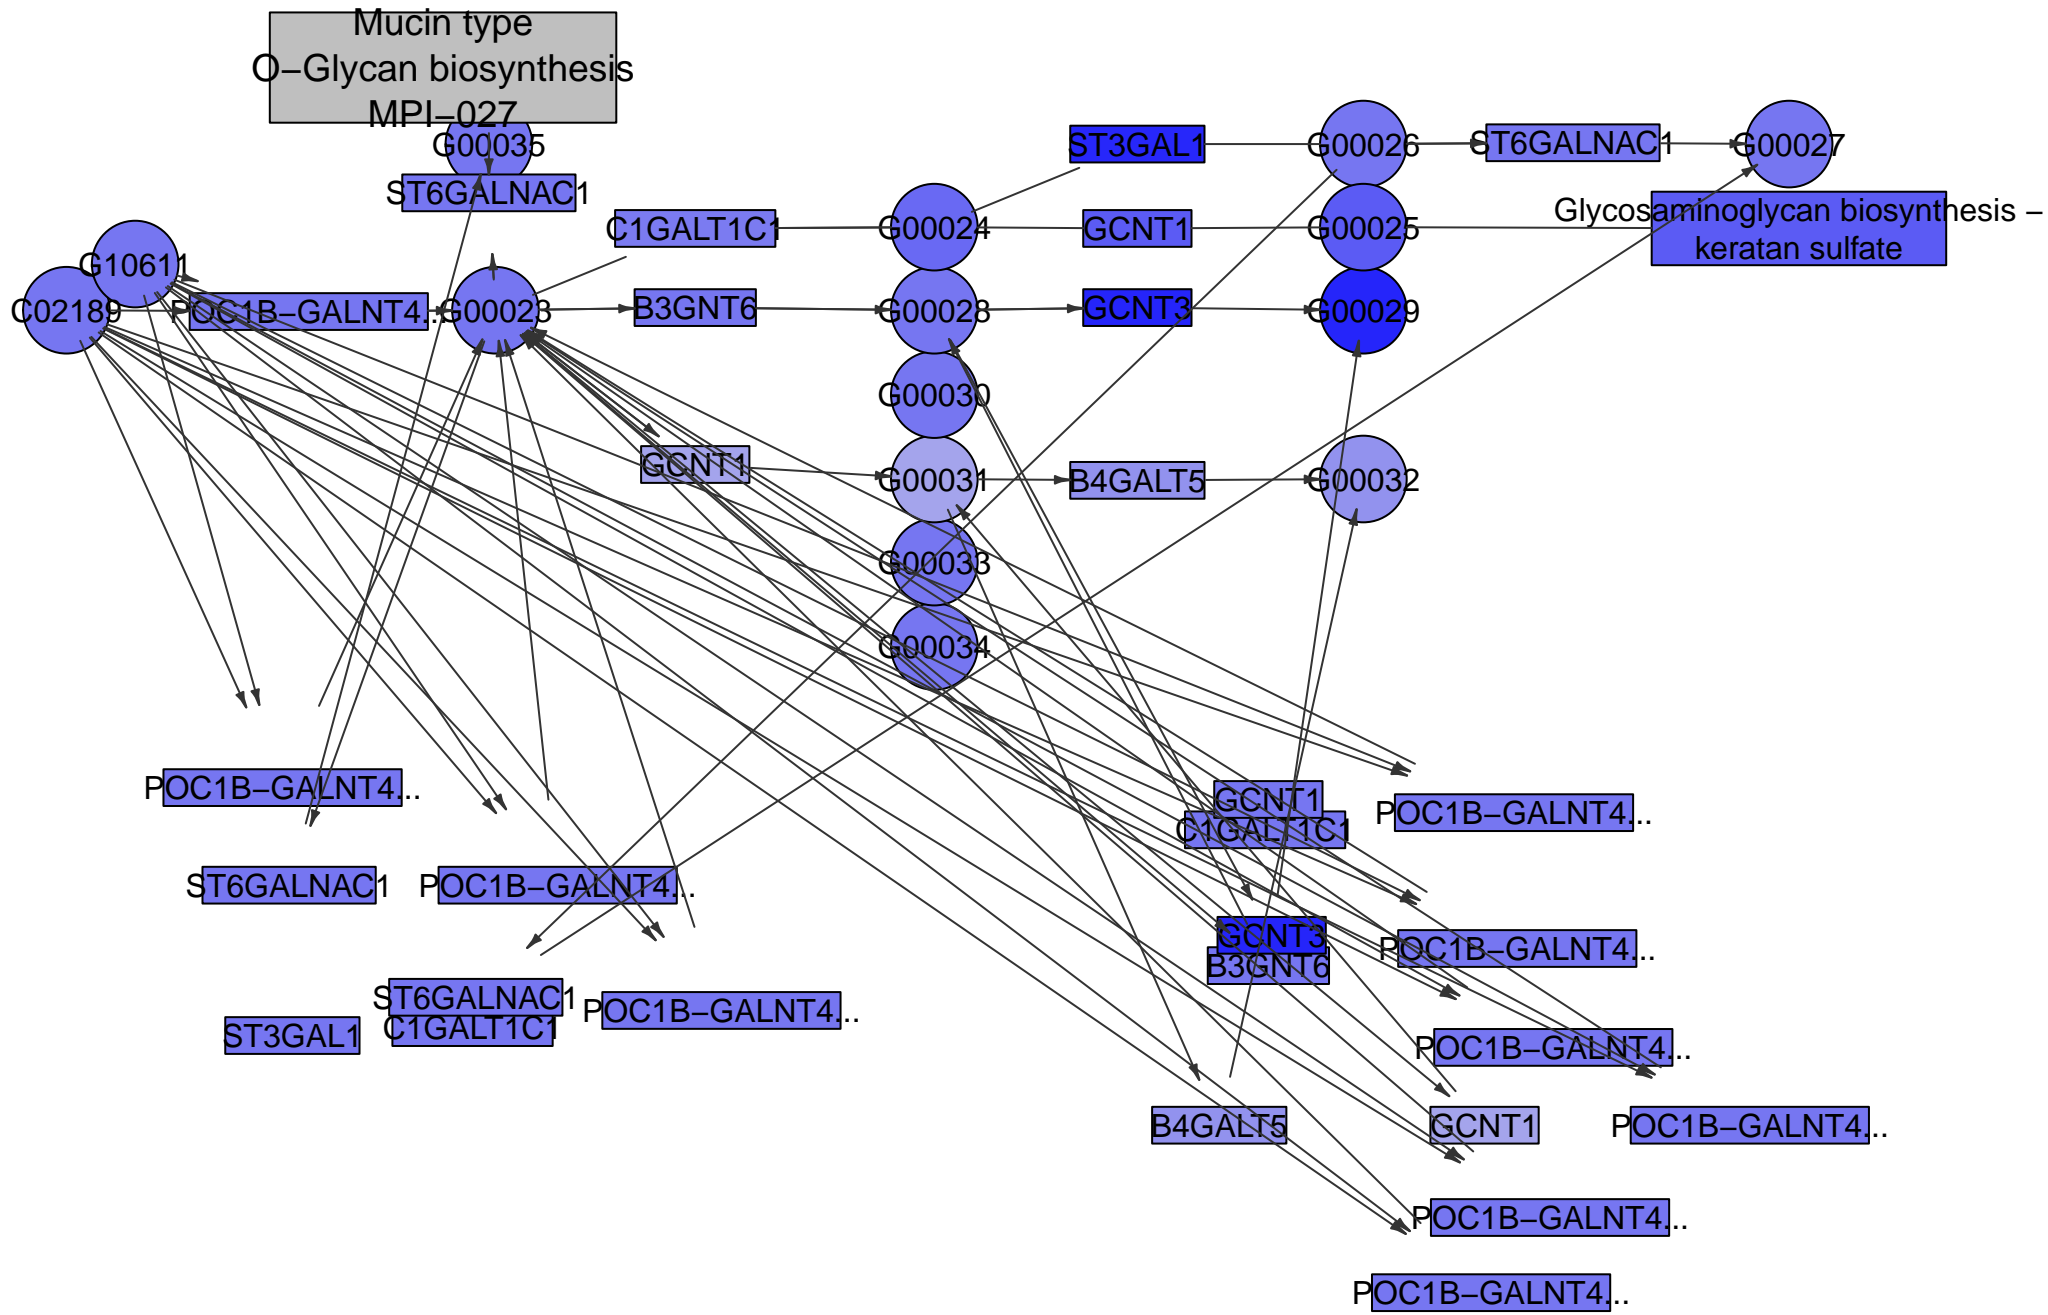 Mucin type
O−Glycan biosynthesis
MPI−027
G00035
ST3GAL1
G00026
ST6GALNAC1
G00027
ST6GALNAC1
C1GALT1C1
G00024
GCNT1
G00025
Glycosaminoglycan biosynthesis −
keratan sulfate
G10611
C02189
POC1B−GALNT4...
G00023
B3GNT6
G00028
GCNT3
G00029
G00030
GCNT1
G00031
B4GALT5
G00032
G00033
G00034
POC1B−GALNT4...
GCNT1
POC1B−GALNT4...
C1GALT1C1
ST6GALNAC1
POC1B−GALNT4...
GCNT3
POC1B−GALNT4...
B3GNT6
ST6GALNAC1
POC1B−GALNT4...
C1GALT1C1
ST3GAL1
POC1B−GALNT4...
B4GALT5
GCNT1
POC1B−GALNT4...
POC1B−GALNT4...
POC1B−GALNT4...